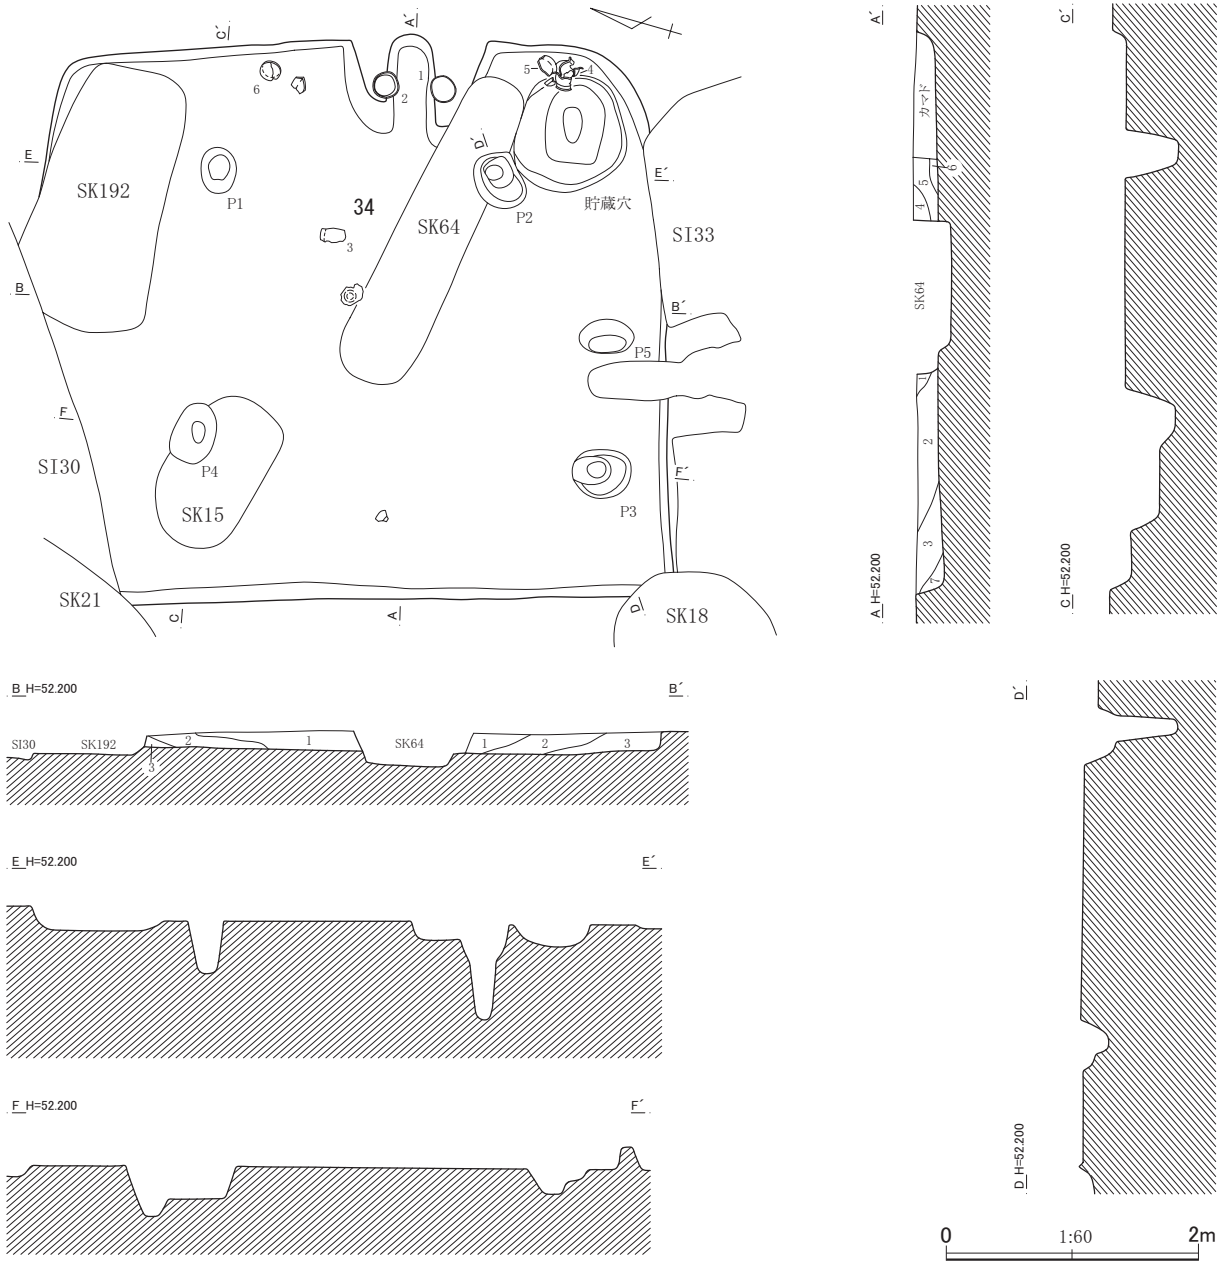 C′
A′
6
2
1
5
4
E
SK192
P1
34
D′
SK64
P2
貯蔵穴
E′
3
SI33
B
B′
P5
F
SI30
P4
SK15
F′
P3
SK21
C
A
D
SK18
A′
カマド
6
5
4
SK64
1
2
3
7
A H=52.200
C′
C H=52.200
B H=52.200
B′
SI30
SK192
2
1
3
SK64
1
2
3
E H=52.200
E′
F H=52.200
F′
D′
D H=52.200
0
1:60
2m